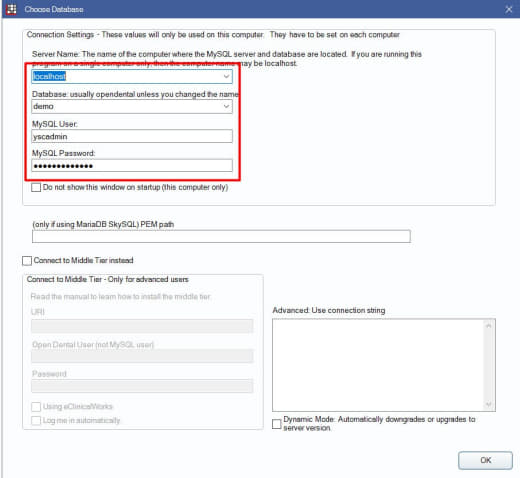 Choose Database
Connection Settings - These values will only be used on this computer. They have to be set on each computer
Server Name: The name of the computer where the MySQL server and database are located. If you are running this
program on a single computer only, then the computer name may be localhost.
localhost
Database: usually opendental unless you changed the name
demo
MySQL User:
yscadmin
MySQL Password:
●●●●●●●●●●●●●
Do not show this window on startup (this computer only)
(only if using MariaDB SkySQL) PEM path
Connect to Middle Tier instead
Connect to Middle Tier - Only for advanced users
Read the manual to learn how to install the middle tier.
URI
Open Dental User (not MySQL user)
Password
Using eClinicalWorks
Log me in automatically.
Advanced: Use connection string
Dynamic Mode: Automatically downgrades or upgrades to
server version.
OK